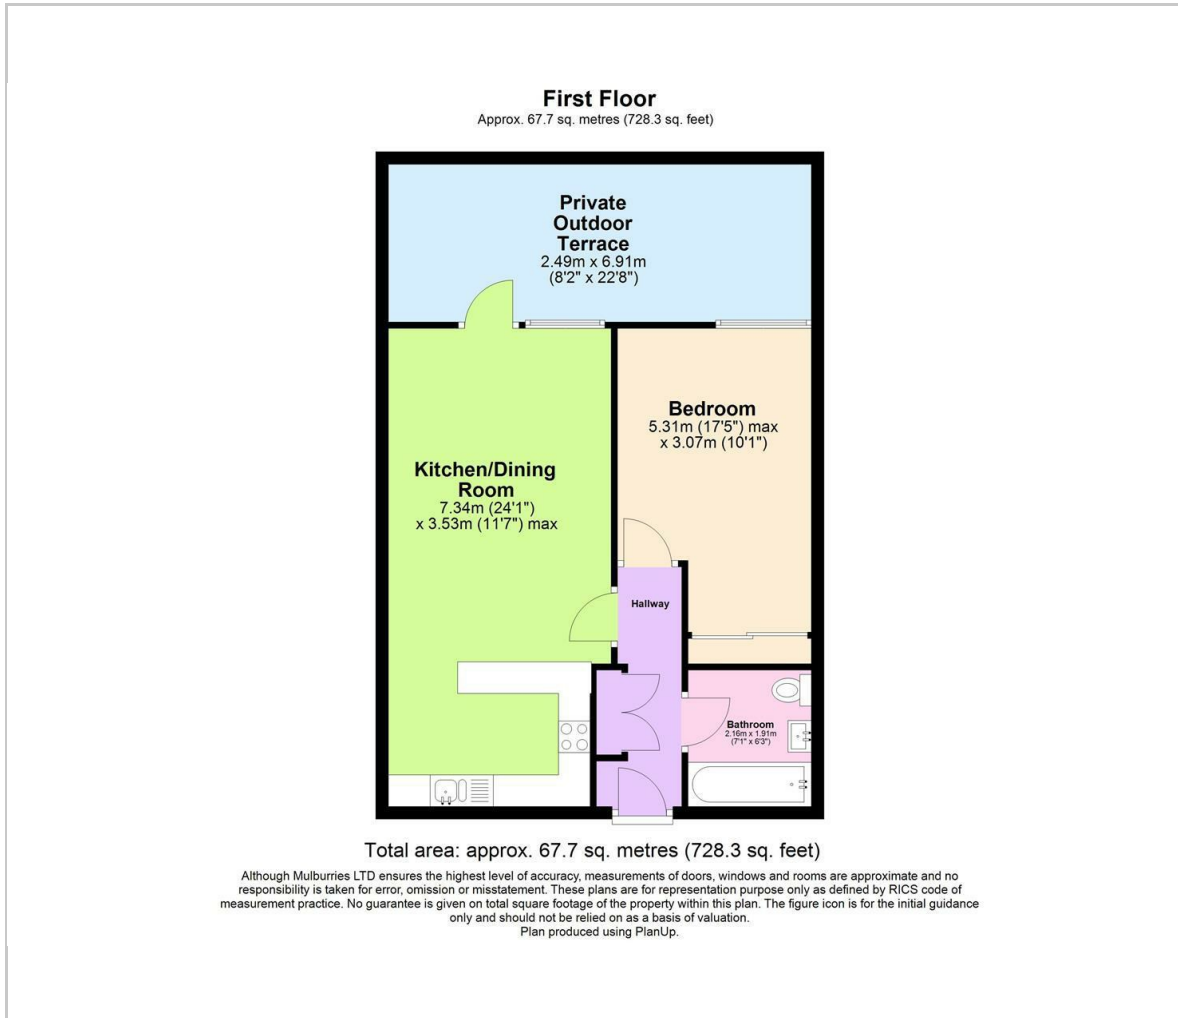 First Floor
Approx. 67.7 sq. metres (728.3 sq. feet)
Private
Outdoor
Terrace
2.49m x 6.91m
(8'2" x 22'8")
Bedroom
5.31m (17'5") max
x 3.07m (10'1")
Kitchen/Dining
Room
7.34m (24'1")
x 3.53m (11'7") max
Hallway
Bathroom
2.16m x 1.91m
(7'1" x 6'3")
Total area: approx. 67.7 sq. metres (728.3 sq. feet)
Although Mulburries LTD ensures the highest level of accuracy, measurements of doors, windows and rooms are approximate and no
responsibility is taken for error, omission or misstatement. These plans are for representation purpose only as defined by RICS code of
measurement practice. No guarantee is given on total square footage of the property within this plan. The figure icon is for the initial guidance
only and should not be relied on as a basis of valuation.
Plan produced using PlanUp.